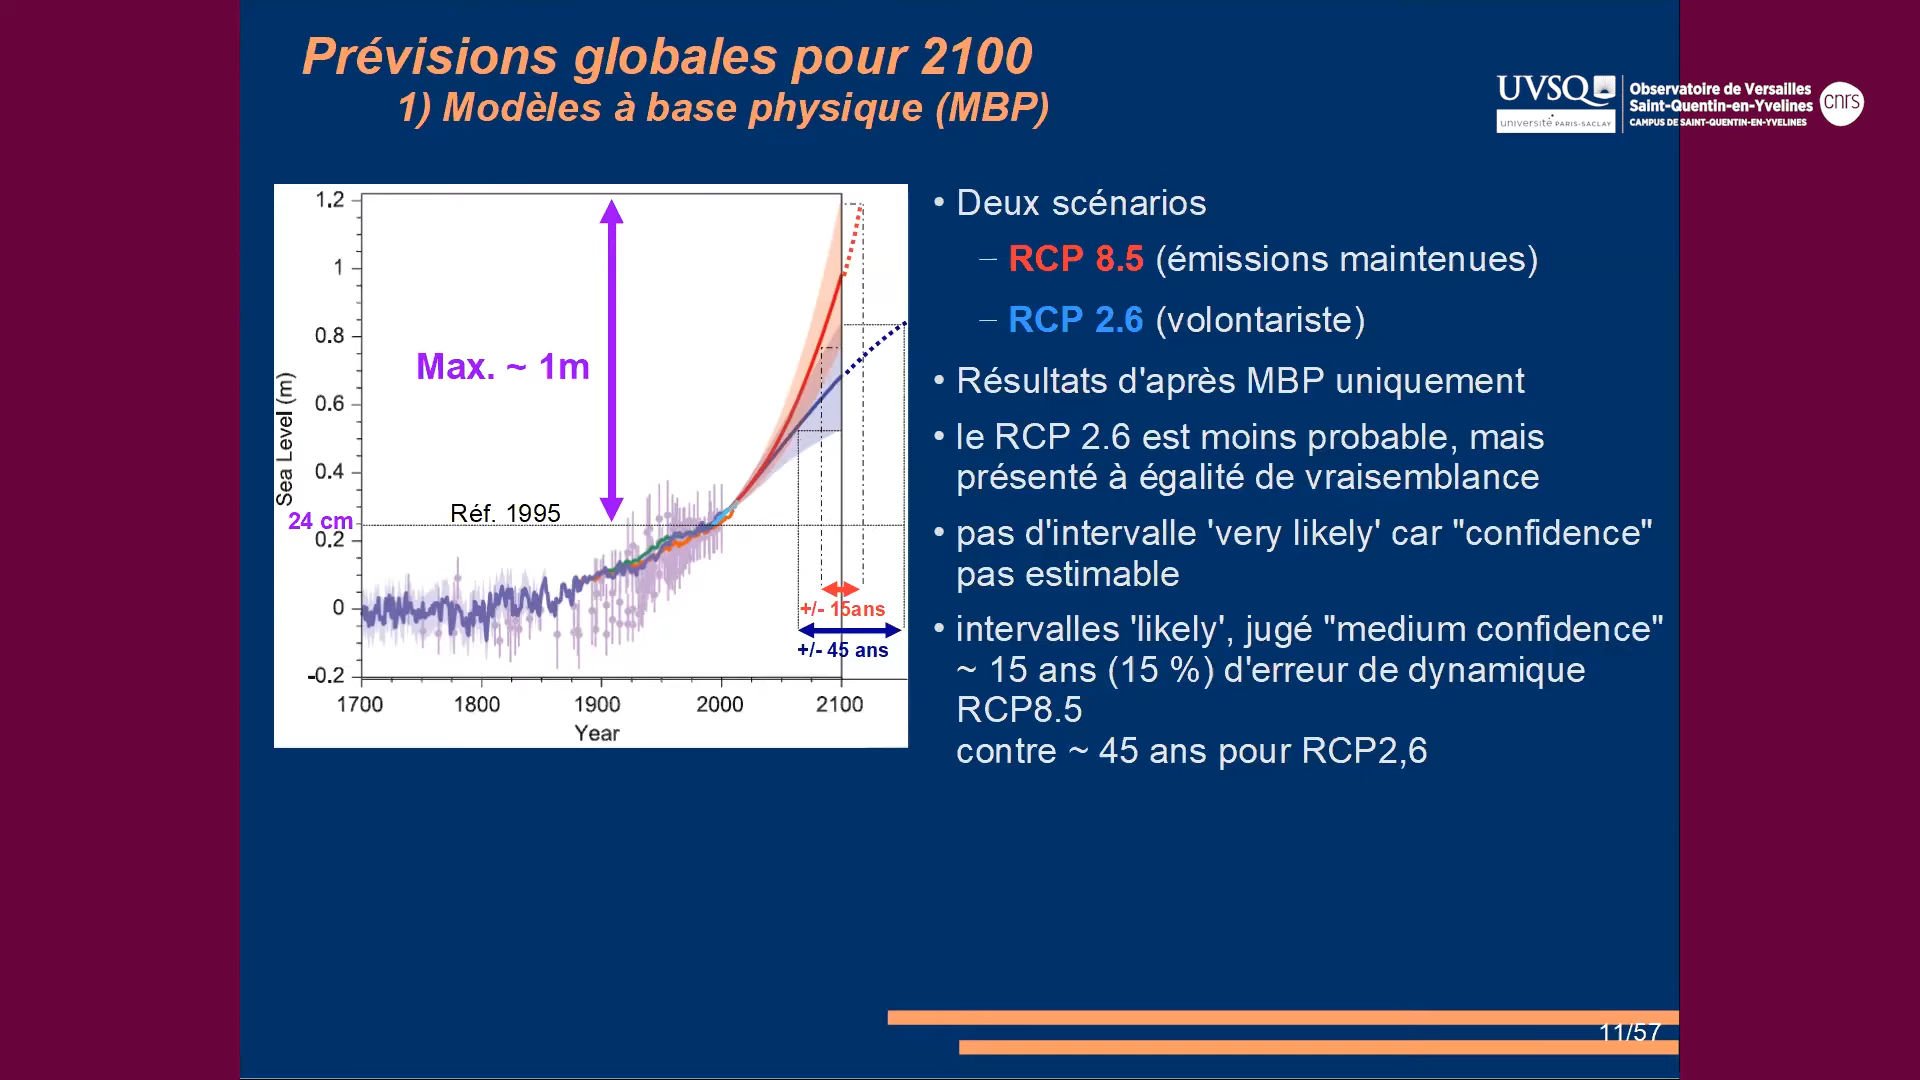 Prévisions globales pour 2100
1) Modèles à base physique (MBP)
UVSQ
université PARIS-SACLAY
Observatoire de Versailles
Saint-Quentin-en-Yvelines
CAMPUS DE SAINT-QUENTIN-EN-YVELINES
cnrs
1.2
1
0.8
0.6
0.4
0.2
0
-0.2
Sea Level (m)
24 cm
Max. ~ 1m
Réf. 1995
+/- 15ans
+/- 45 ans
1700 1800 1900 2000 2100
Year
• Deux scénarios
– RCP 8.5 (émissions maintenues)
– RCP 2.6 (volontariste)
• Résultats d'après MBP uniquement
• le RCP 2.6 est moins probable, mais
présenté à égalité de vraisemblance
• pas d'intervalle 'very likely' car "confidence"
pas estimable
• intervalles 'likely', jugé "medium confidence"
~ 15 ans (15 %) d'erreur de dynamique
RCP8.5
contre ~ 45 ans pour RCP2,6
11/57